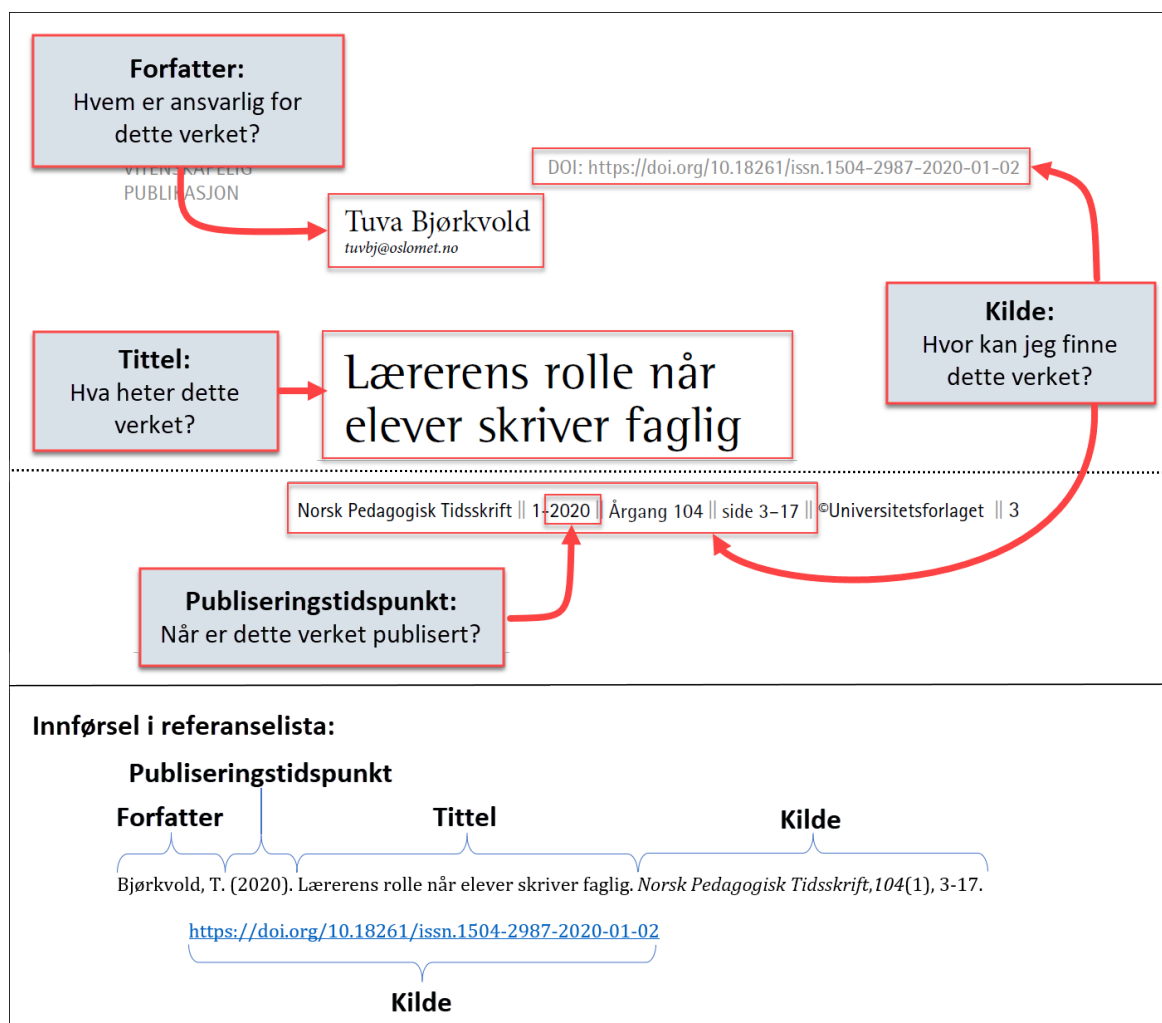 Forfatter:
Hvem er ansvarlig for
dette verket?
VITENSKAPELIG
PUBLIKASJON
DOI: https://doi.org/10.18261/issn.1504-2987-2020-01-02
Tuva Bjørkvold
tuvbj@oslomet.no
Kilde:
Hvor kan jeg finne
dette verket?
Tittel:
Hva heter dette
verket?
Lærerens rolle når
elever skriver faglig
Norsk Pedagogisk Tidsskrift || 1-2020 || Årgang 104 || side 3–17 || ©Universitetsforlaget || 3
Publiseringstidspunkt:
Når er dette verket publisert?
Innførsel i referanselista:
Publiseringstidspunkt
Forfatter Tittel Kilde
Bjørkvold, T. (2020). Lærerens rolle når elever skriver faglig. Norsk Pedagogisk Tidsskrift,104(1), 3-17.
https://doi.org/10.18261/issn.1504-2987-2020-01-02
Kilde